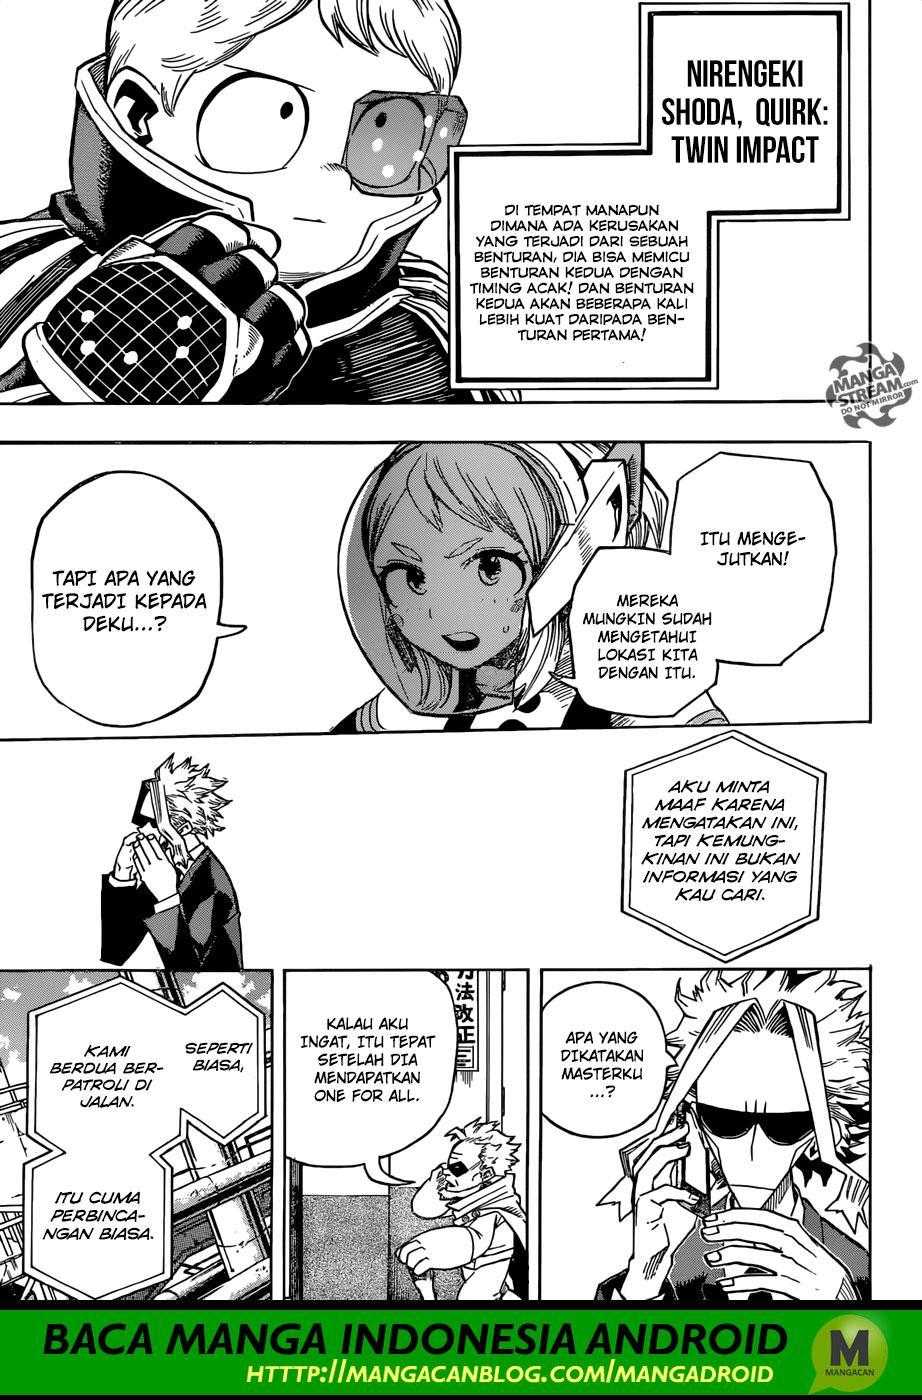 NIRENGEKI
SHODA, QUIRK:
TWIN IMPACT
DI TEMPAT MANAPUN
DIMANA ADA KERUSAKAN
YANG TERJADI DARI SEBUAH
BENTURAN, DIA BISA MEMICU
BENTURAN KEDUA DENGAN
TIMING ACAK! DAN BENTURAN
KEDUA AKAN BEBERAPA KALI
LEBIH KUAT DARIPADA BEN-
TURAN PERTAMA!
MANGA
STREAM.com
DO NOT MIRROR
ITU MENGE-
JUTKAN!
MEREKA
MUNGKIN SUDAH
MENGETAHUI
LOKASI KITA
DENGAN ITU.
TAPI APA YANG
TERJADI KEPADA
DEKU...?
AKU MINTA
MAAF KARENA
MENGATAKAN INI,
TAPI KEMUNG-
KINAN INI BUKAN
INFORMASI YANG
KAU CARI.
APA YANG
DIKATAKAN
MASTERKU
...?
法改正
KALAU AKU
INGAT, ITU TEPAT
SETELAH DIA
MENDAPATKAN
ONE FOR ALL.
SEPERTI
BIASA,
KAMI
BERDUA BER-
PATROLI DI
JALAN.
ITU CUMA
PERBINCA-
NGAN BIASA.
BACA MANGA INDONESIA ANDROID
HTTTP://MANGACANBLOG.COM/MANGADROID
M
MANGACAN